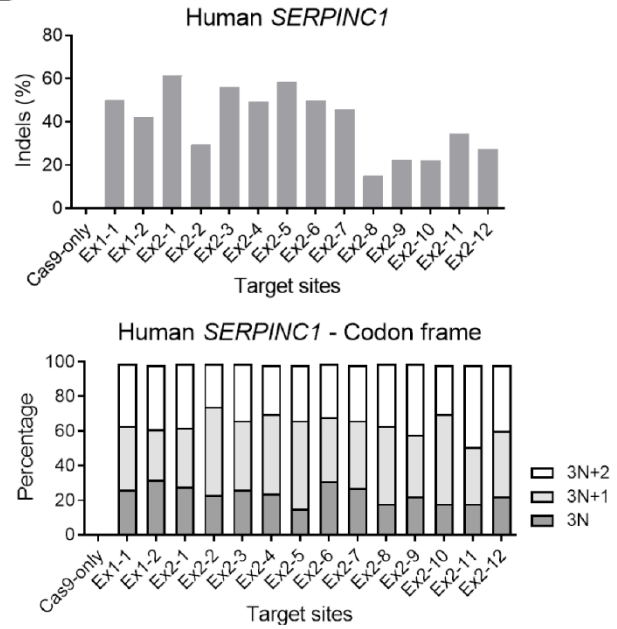 Human SERPINC1
80
60
40
20
0
Indels (%)
Cas9-only Ex1-1 Ex1-2 Ex2-1 Ex2-2 Ex2-3 Ex2-4 Ex2-5 Ex2-6 Ex2-7 Ex2-8 Ex2-9 Ex2-10 Ex2-11 Ex2-12
Target sites
Human SERPINC1 - Codon frame
100
80
60
40
20
0
Percentage
3N+2
3N+1
3N
Cas9-only Ex1-1 Ex1-2 Ex2-1 Ex2-2 Ex2-3 Ex2-4 Ex2-5 Ex2-6 Ex2-7 Ex2-8 Ex2-9 Ex2-10 Ex2-11 Ex2-12
Target sites